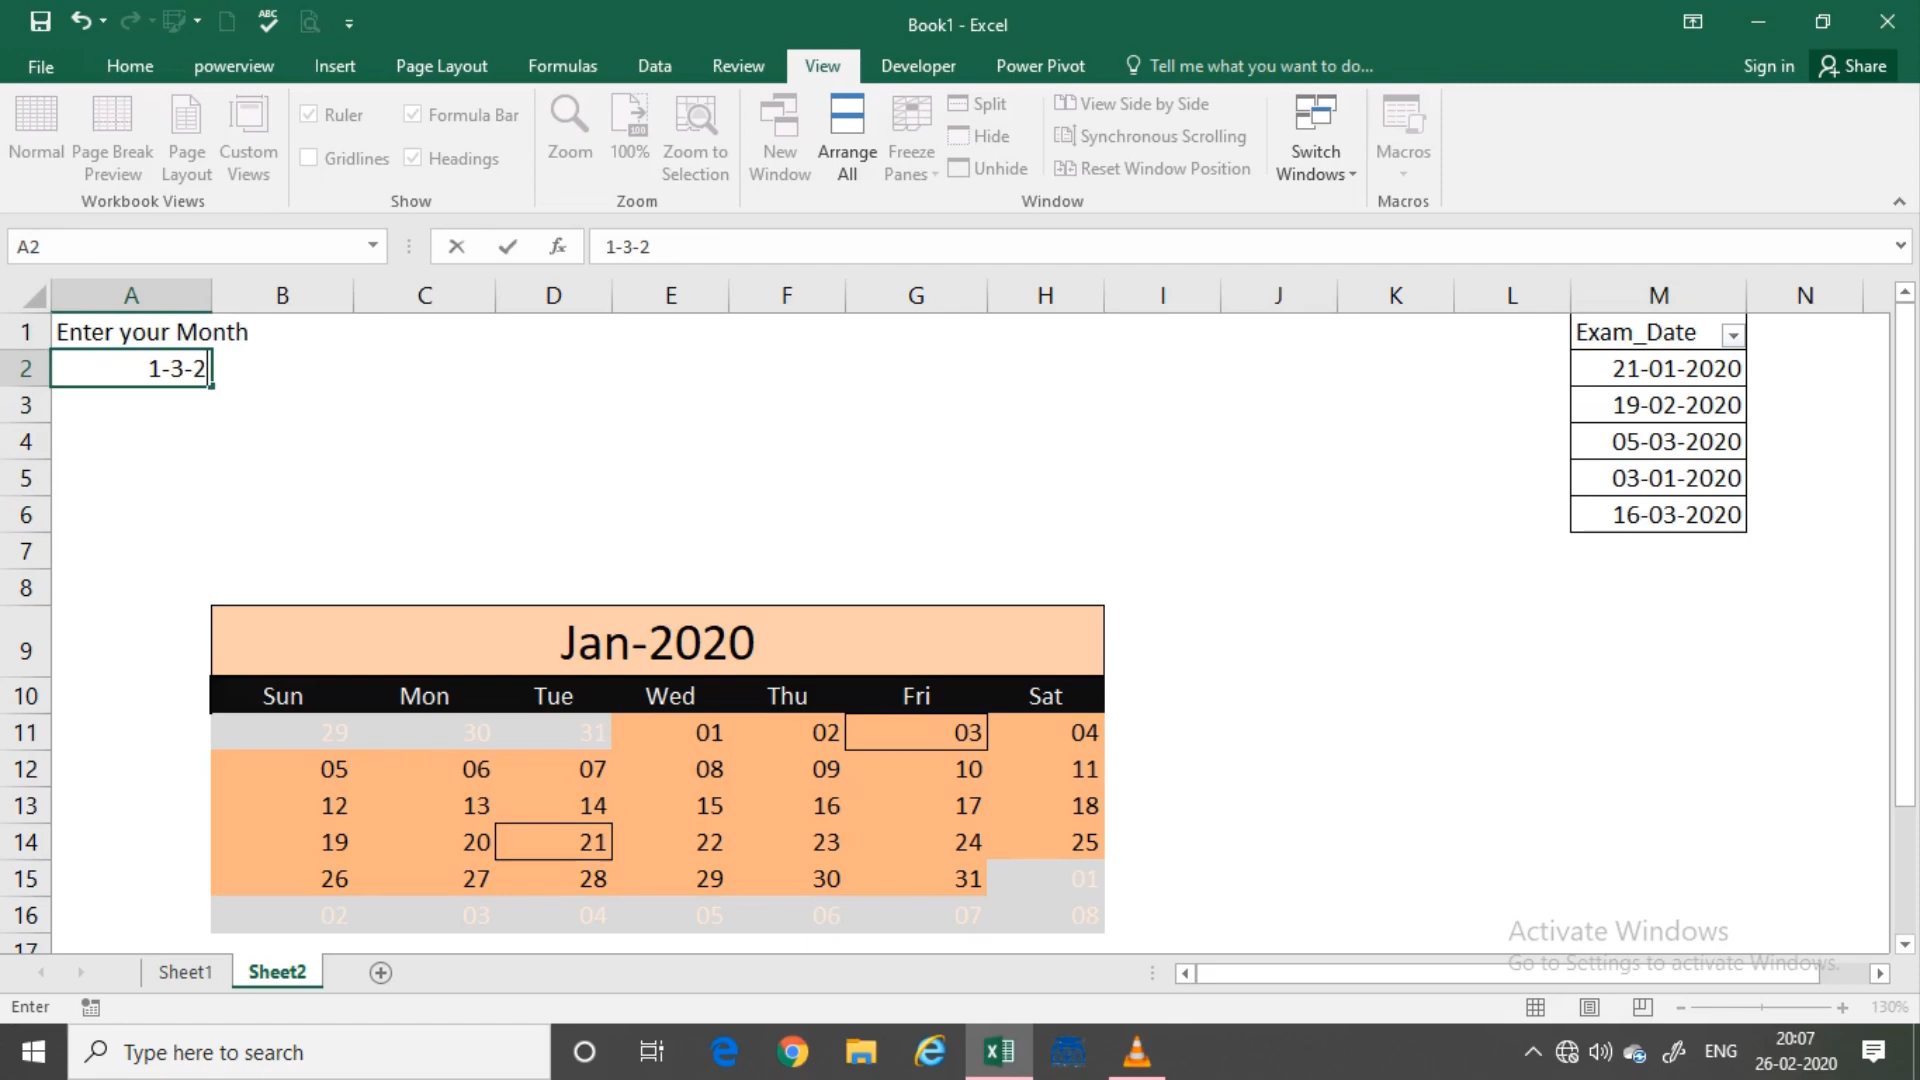 Book1 - Excel
File Home powerview Insert Page Layout Formulas Data Review View Developer Power Pivot Tell me what you want to do... Sign in Share
ABC
Normal Page Break Preview Page Layout Custom Views
Workbook Views
Ruler Formula Bar
Gridlines Headings
Show
Zoom 100% Zoom to Selection
100
Zoom
New Window Arrange All Freeze Panes
Split
Hide
Unhide
View Side by Side
Synchronous Scrolling
Reset Window Position
Switch Windows
Window
Macros
Macros
A2 fx 1-3-2
A B C D E F G H I J K L M N
1 Enter your Month Exam_Date
2 1-3-2 21-01-2020
3 19-02-2020
4 05-03-2020
5 03-01-2020
6 16-03-2020
7
8
9 Jan-2020
10 Sun Mon Tue Wed Thu Fri Sat
11 29 30 31 01 02 03 04
12 05 06 07 08 09 10 11
13 12 13 14 15 16 17 18
14 19 20 21 22 23 24 25
15 26 27 28 29 30 31 01
16 02 03 04 05 06 07 08
17
Activate Windows
Go to Settings to activate Windows.
Sheet1 Sheet2
Enter 130%
Type here to search ENG 20:07
26-02-2020